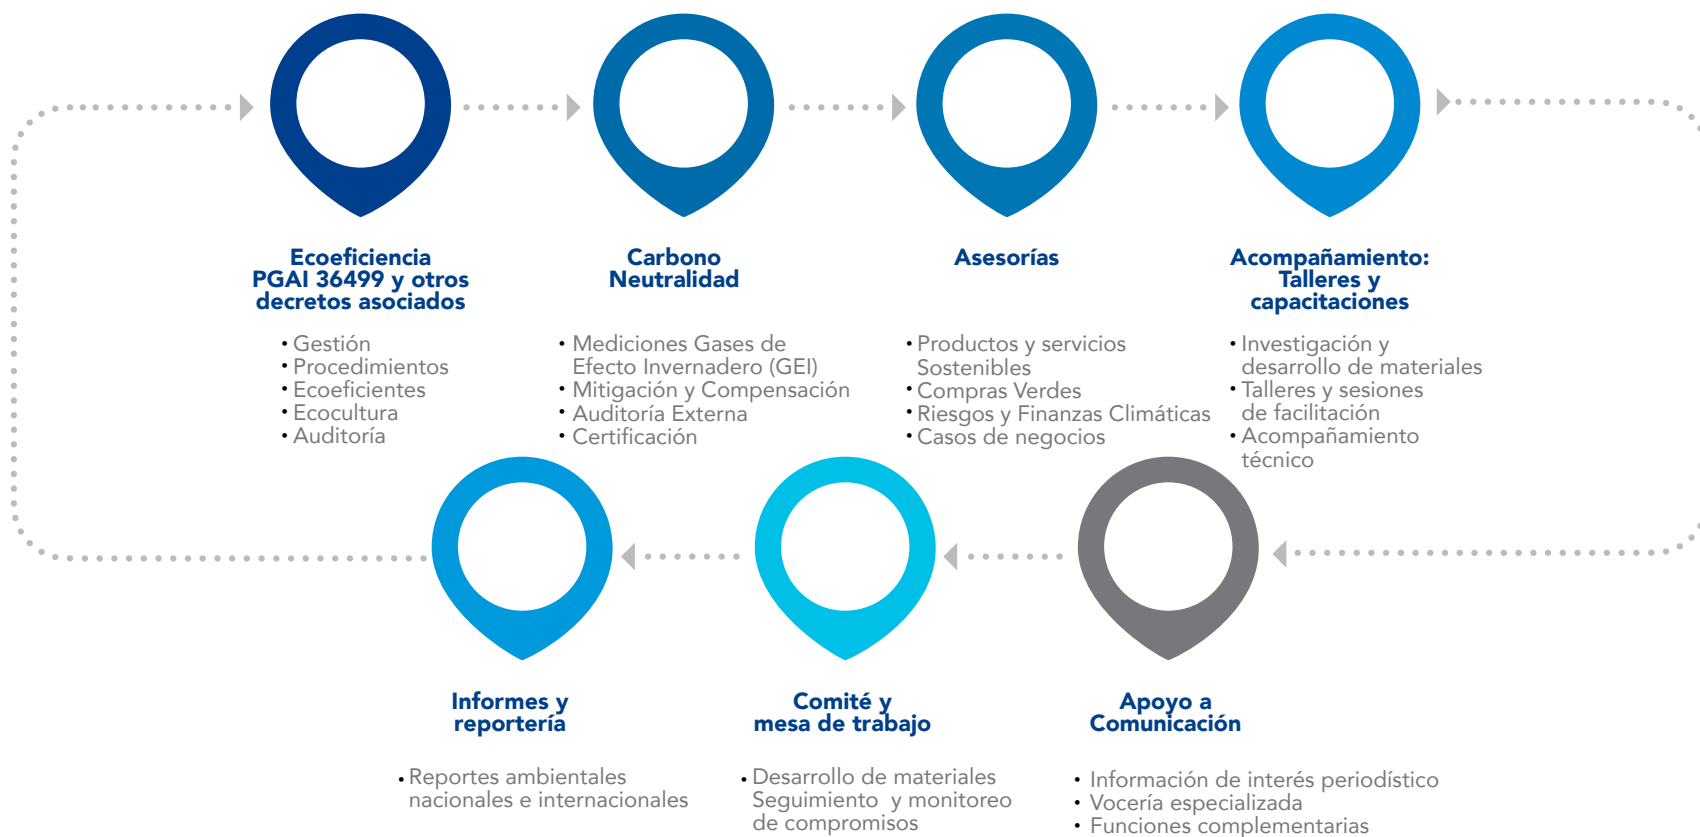 Ecoeficiencia
PGAI 36499 y otros
decretos asociados
• Gestión
• Procedimientos
• Ecoeficientes
• Ecocultura
• Auditoría
Carbono
Neutralidad
• Mediciones Gases de
Efecto Invernadero (GEI)
• Mitigación y Compensación
• Auditoría Externa
• Certificación
Asesorías
• Productos y servicios
Sostenibles
• Compras Verdes
• Riesgos y Finanzas Climáticas
• Casos de negocios
Acompañamiento:
Talleres y
capacitaciones
• Investigación y
desarrollo de materiales
• Talleres y sesiones
de facilitación
• Acompañamiento
técnico
Informes y
reportería
• Reportes ambientales
nacionales e internacionales
Comité y
mesa de trabajo
• Desarrollo de materiales
Seguimiento y monitoreo
de compromisos
Apoyo a
Comunicación
• Información de interés periodístico
• Vocería especializada
• Funciones complementarias